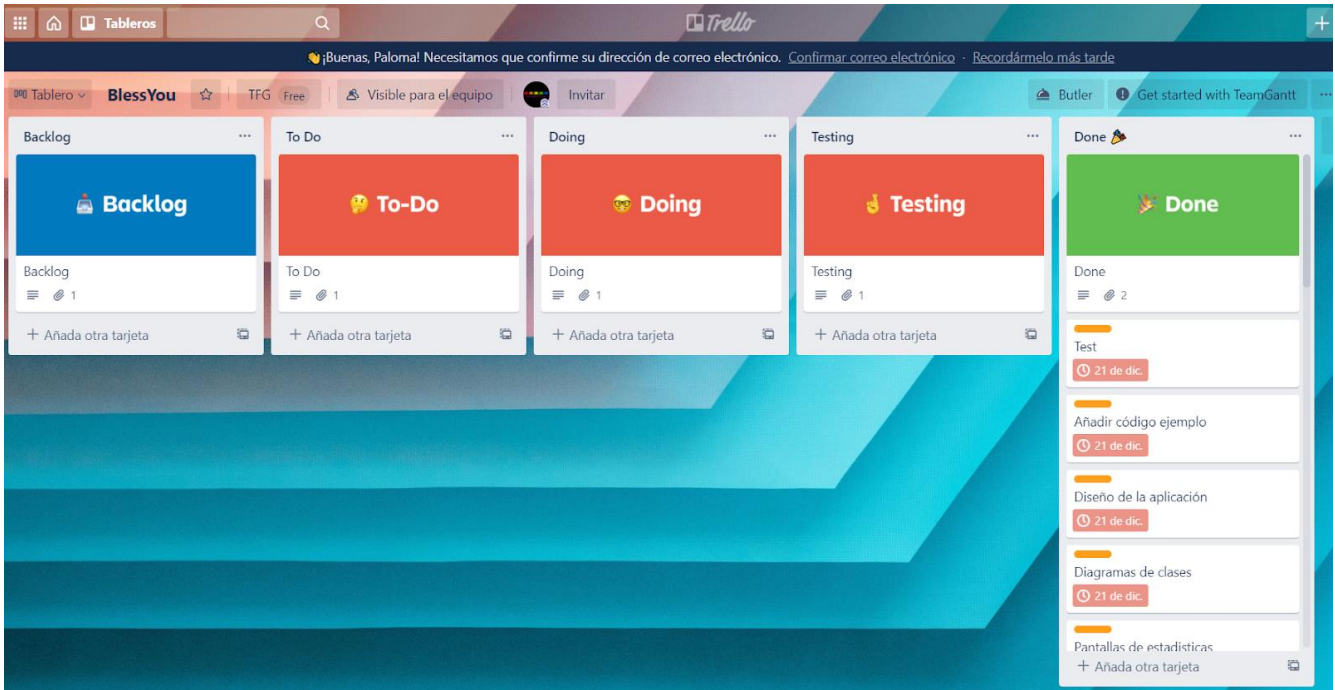 Tableros
Trello
¡Buenas, Paloma! Necesitamos que confirme su dirección de correo electrónico. Confirmar correo electrónico · Recordármelo más tarde
Tablero BlessYou TFG Free Visible para el equipo Invitar Butler Get started with TeamGantt
Backlog
Backlog
Backlog
1
+ Añada otra tarjeta
To Do
To-Do
To Do
1
+ Añada otra tarjeta
Doing
Doing
Doing
1
+ Añada otra tarjeta
Testing
Testing
Testing
1
+ Añada otra tarjeta
Done
Done
Done
2
Test
21 de dic.
Añadir código ejemplo
21 de dic.
Diseño de la aplicación
21 de dic.
Diagramas de clases
21 de dic.
Pantallas de estadisticas
+ Añada otra tarjeta